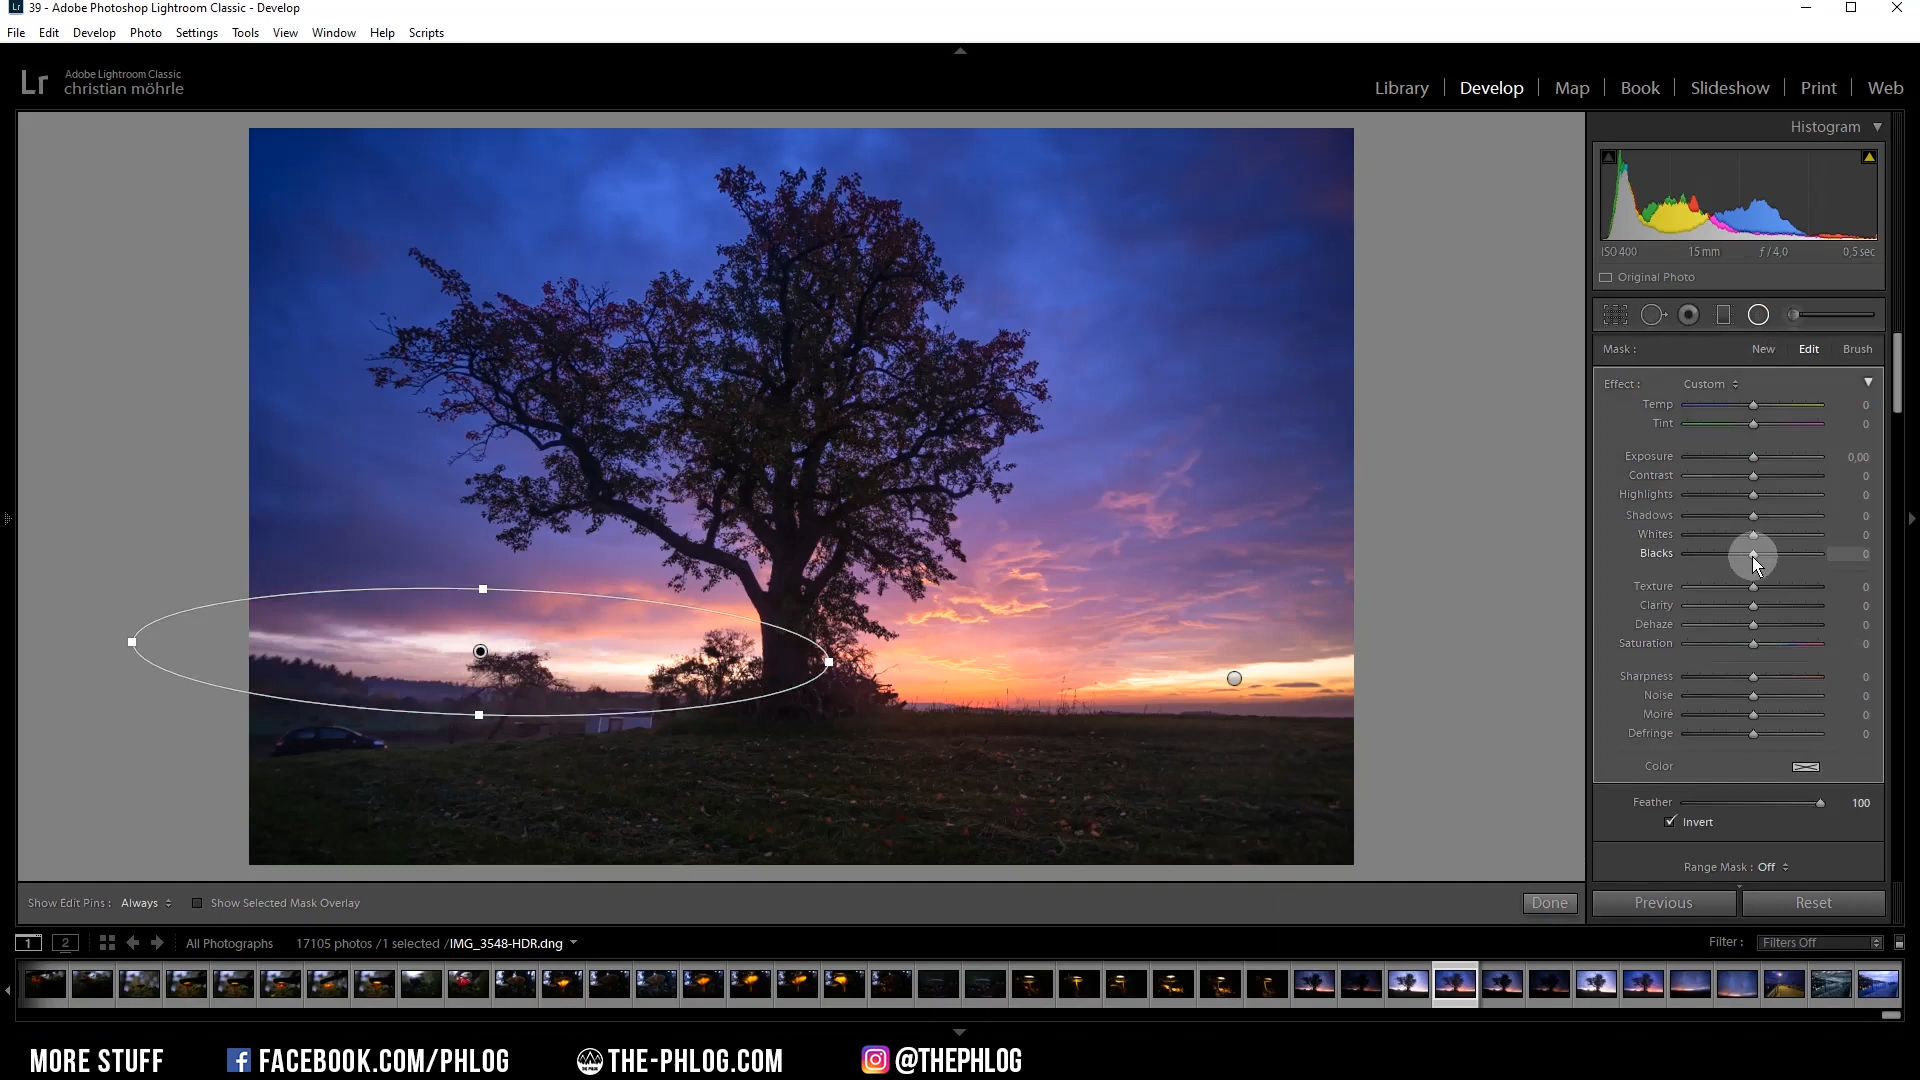 Lr 39 - Adobe Photoshop Lightroom Classic - Develop
File Edit Develop Photo Settings Tools View Window Help Scripts
Lr Adobe Lightroom Classic
christian möhrle
Library Develop Map Book Slideshow Print Web
Histogram
ISO 400 15 mm ƒ / 4,0 0,5 sec
Original Photo
Mask : New Edit Brush
Effect : Custom
Temp 0
Tint 0
Exposure 0,00
Contrast 0
Highlights 0
Shadows 0
Whites 0
Blacks 0
Texture 0
Clarity 0
Dehaze 0
Saturation 0
Sharpness 0
Noise 0
Moiré 0
Defringe 0
Color
Feather 100
Invert
Range Mask : Off
Show Edit Pins : Always Show Selected Mask Overlay Done
Previous Reset
1 2 All Photographs 17105 photos / 1 selected / IMG_3548-HDR.dng Filter : Filters Off
MORE STUFF f FACEBOOK.COM/PHLOG THE-PHLOG.COM @THEPHLOG